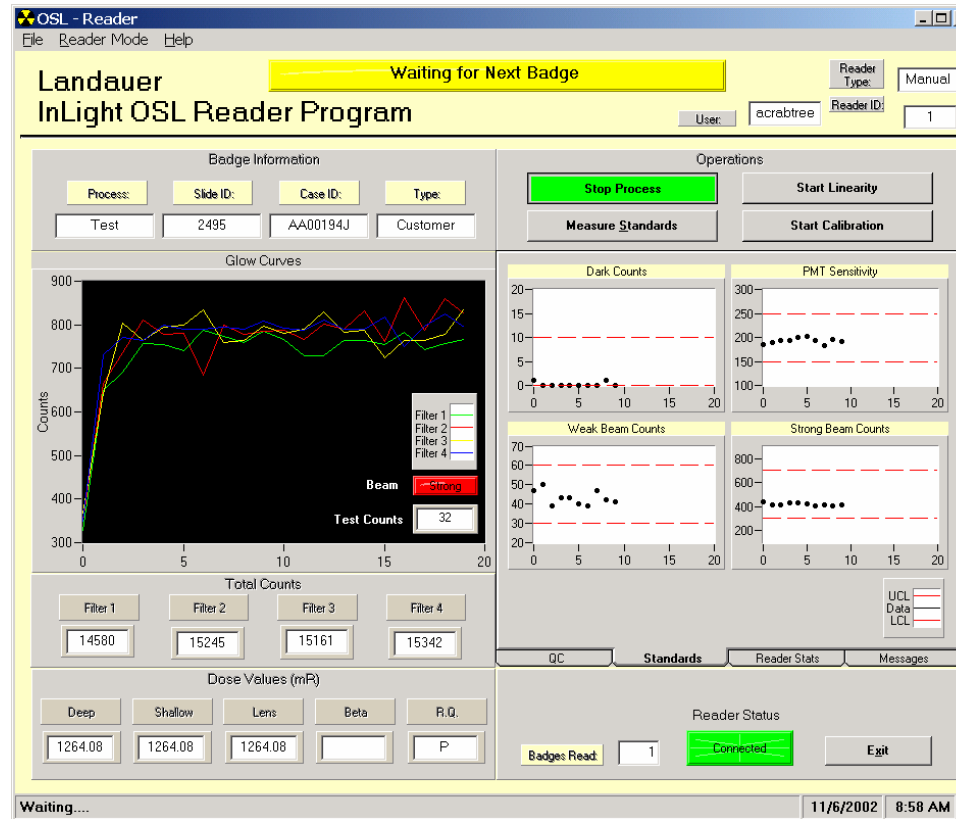 OSL - Reader
File Reader Mode Help
Landauer
InLight OSL Reader Program
Waiting for Next Badge
Reader Type: Manual
User: acrabtree Reader ID: 1
Badge Information
Process: Slide ID: Case ID: Type:
Test 2495 AA00194J Customer
Operations
Stop Process Start Linearity
Measure Standards Start Calibration
Glow Curves
Counts
900
800
700
600
500
400
300
0 5 10 15 20
Filter 1
Filter 2
Filter 3
Filter 4
Beam Strong
Test Counts 32
Dark Counts
20
15
10
5
0
0 5 10 15 20
PMT Sensitivity
300
250
200
150
100
0 5 10 15 20
Weak Beam Counts
70
60
50
40
30
20
0 5 10 15 20
Strong Beam Counts
800
600
400
200
0 5 10 15 20
UCL
Data
LCL
QC Standards Reader Stats Messages
Total Counts
Filter 1 Filter 2 Filter 3 Filter 4
14580 15245 15161 15342
Dose Values (mR)
Deep Shallow Lens Beta R.Q.
1264.08 1264.08 1264.08 P
Reader Status
Badges Read: 1 Connected Exit
Waiting.... 11/6/2002 8:58 AM